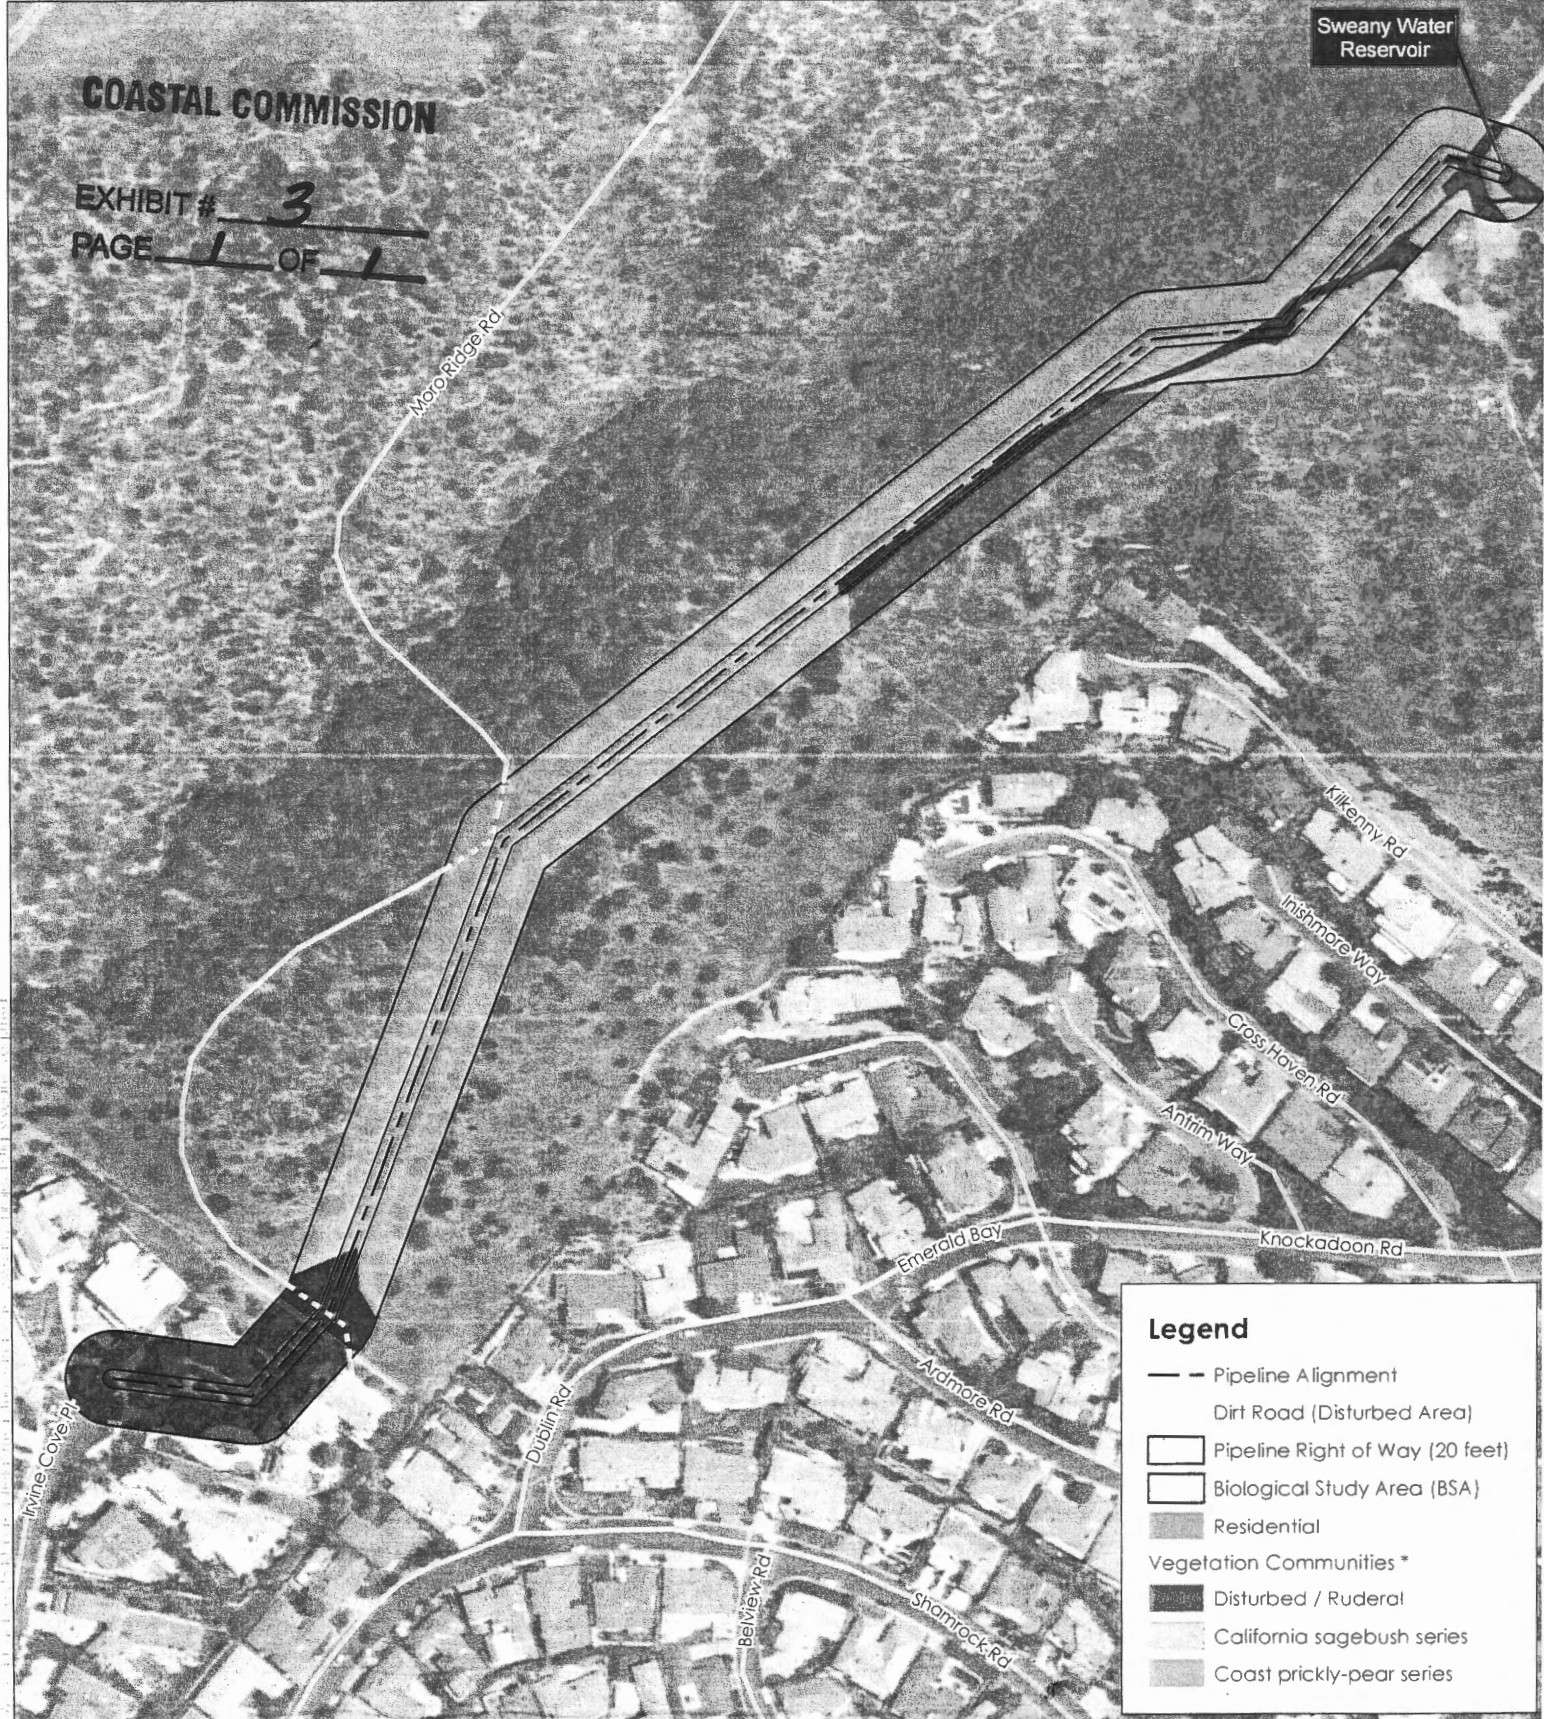 Sweany Water
Reservoir
COASTAL COMMISSION
EXHIBIT # 3
PAGE 1 OF 1
Moro Ridge Rd.
Kilkenny Rd
Inishmore Way
Cross Haven Rd
Antrim Way
Emerald Bay
Knockadoon Rd
Ardmore Rd
Dublin Rd
Irvine Cove Pl
Belview Rd
Shamrock Rd
Legend
Pipeline Alignment
Dirt Road (Disturbed Area)
Pipeline Right of Way (20 feet)
Biological Study Area (BSA)
Residential
Vegetation Communities *
Disturbed / Ruderal
California sagebush series
Coast prickly-pear series